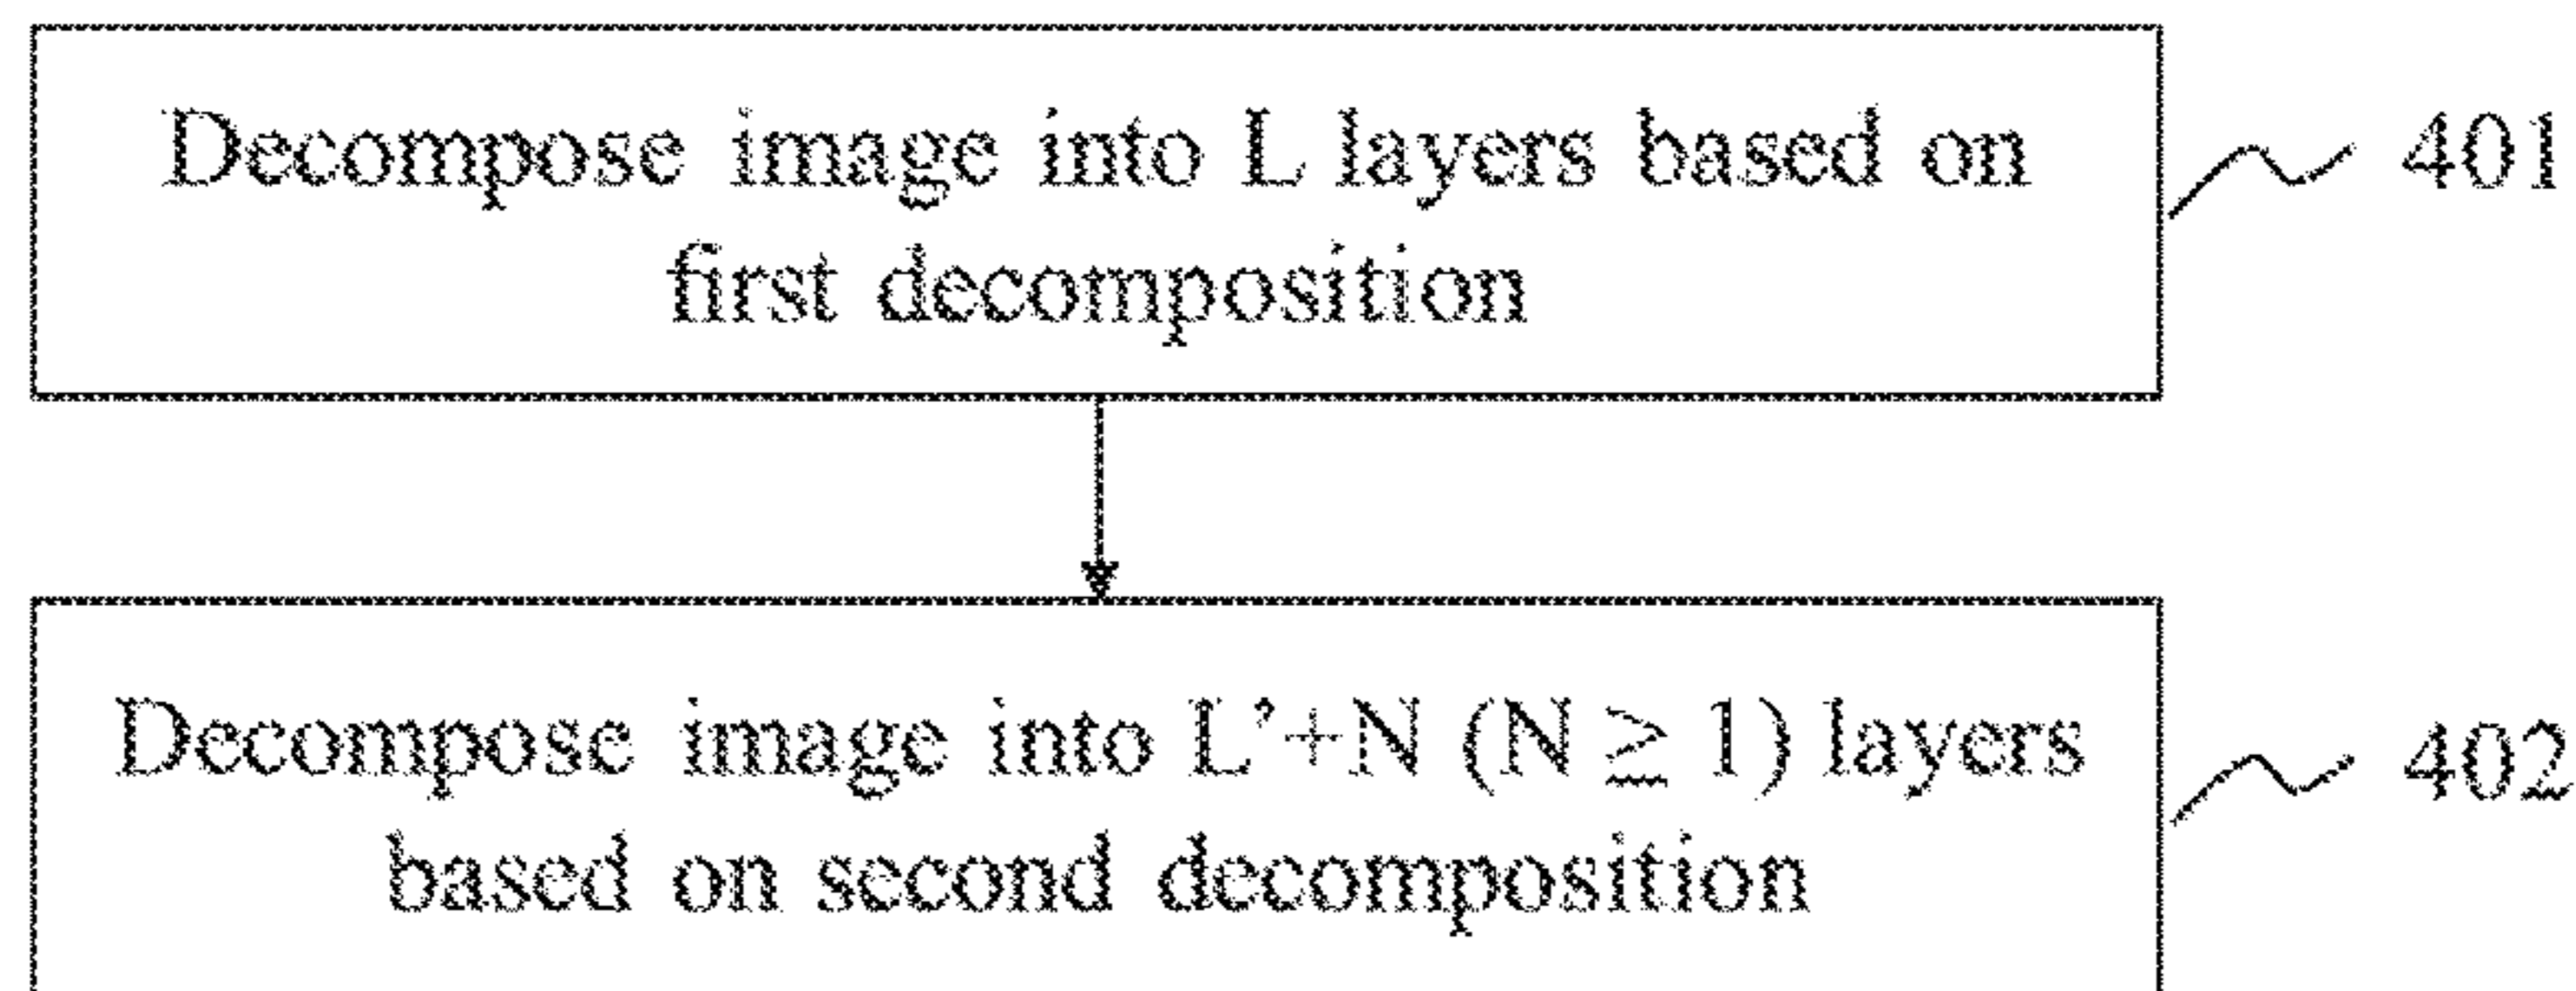 Decompose image into L layers based on
first decomposition
401
Decompose image into L'+N (N ≥ 1) layers
based on second decomposition
402